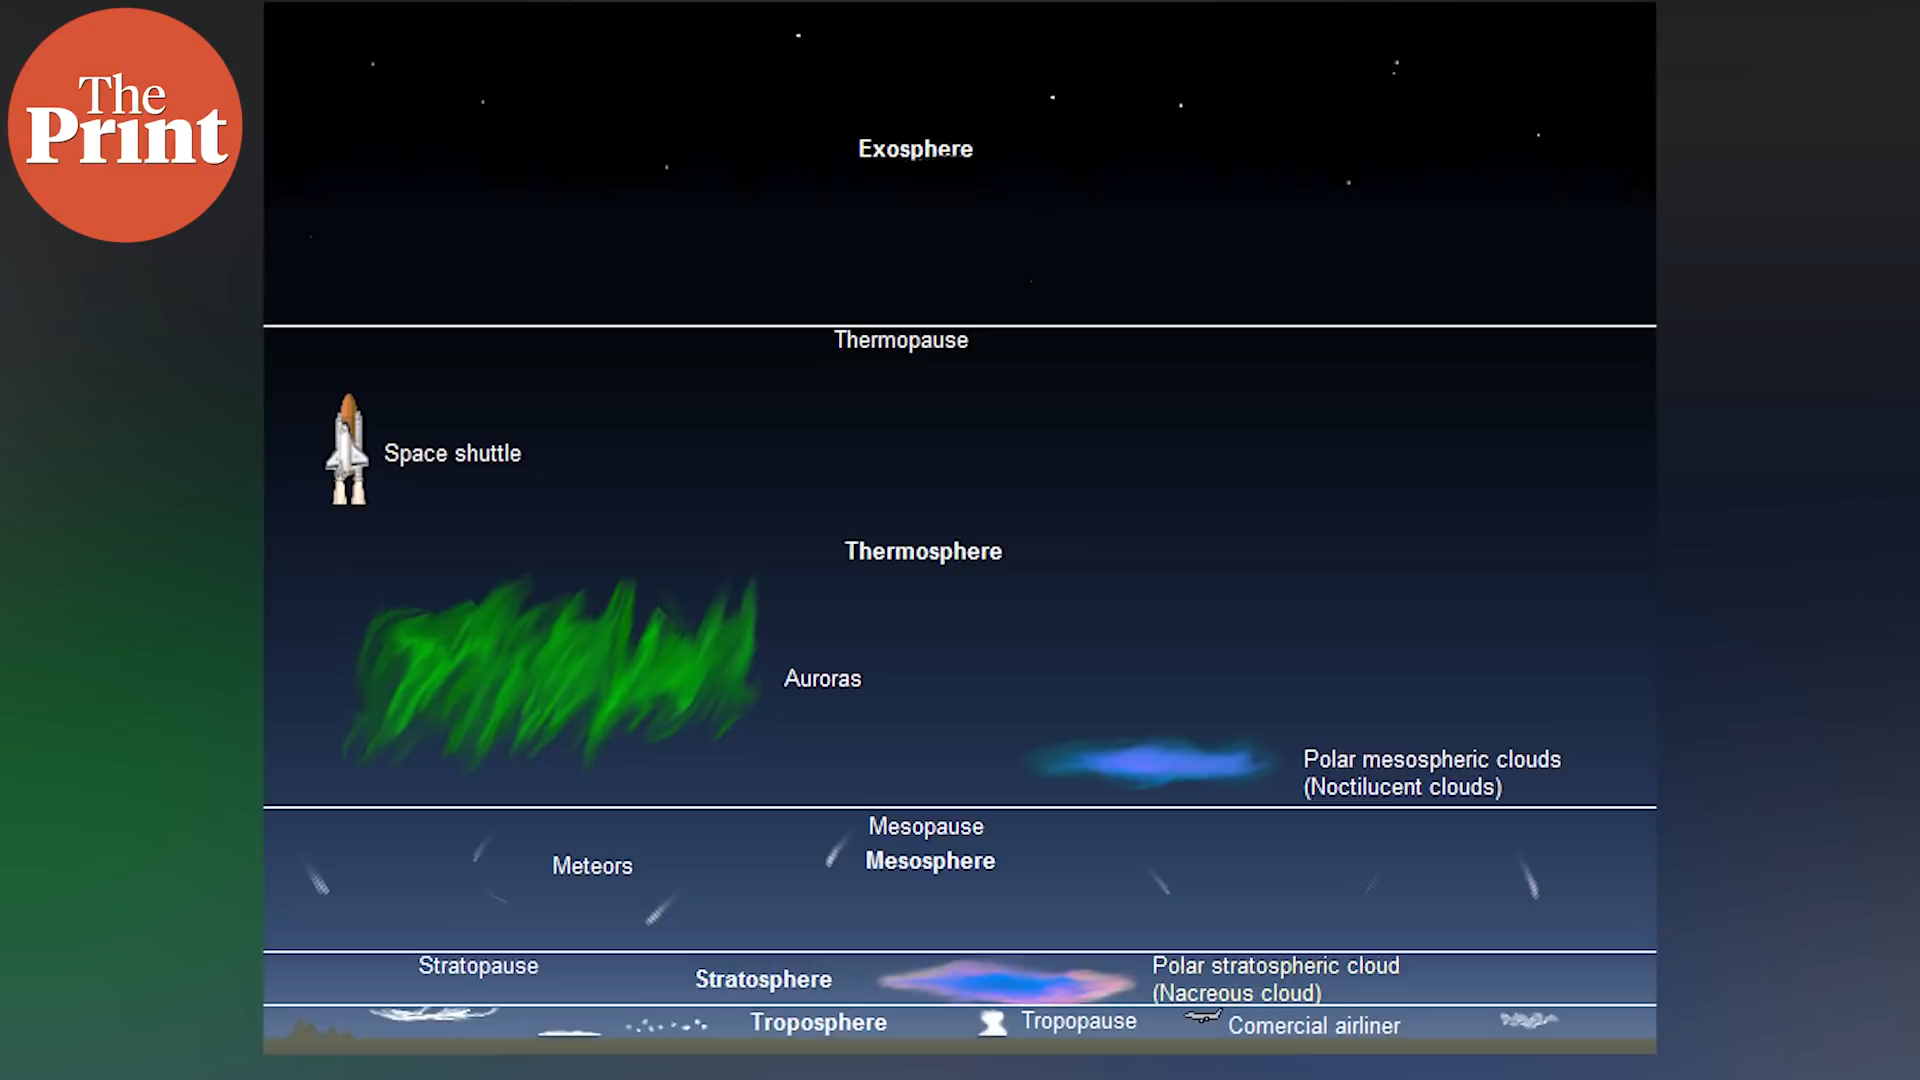 The
Print
Exosphere
Thermopause
Space shuttle
Thermosphere
Auroras
Polar mesospheric clouds
(Noctilucent clouds)
Mesopause
Meteors
Mesosphere
Stratopause
Stratosphere
Polar stratospheric cloud
(Nacreous cloud)
Troposphere
Tropopause
Comercial airliner